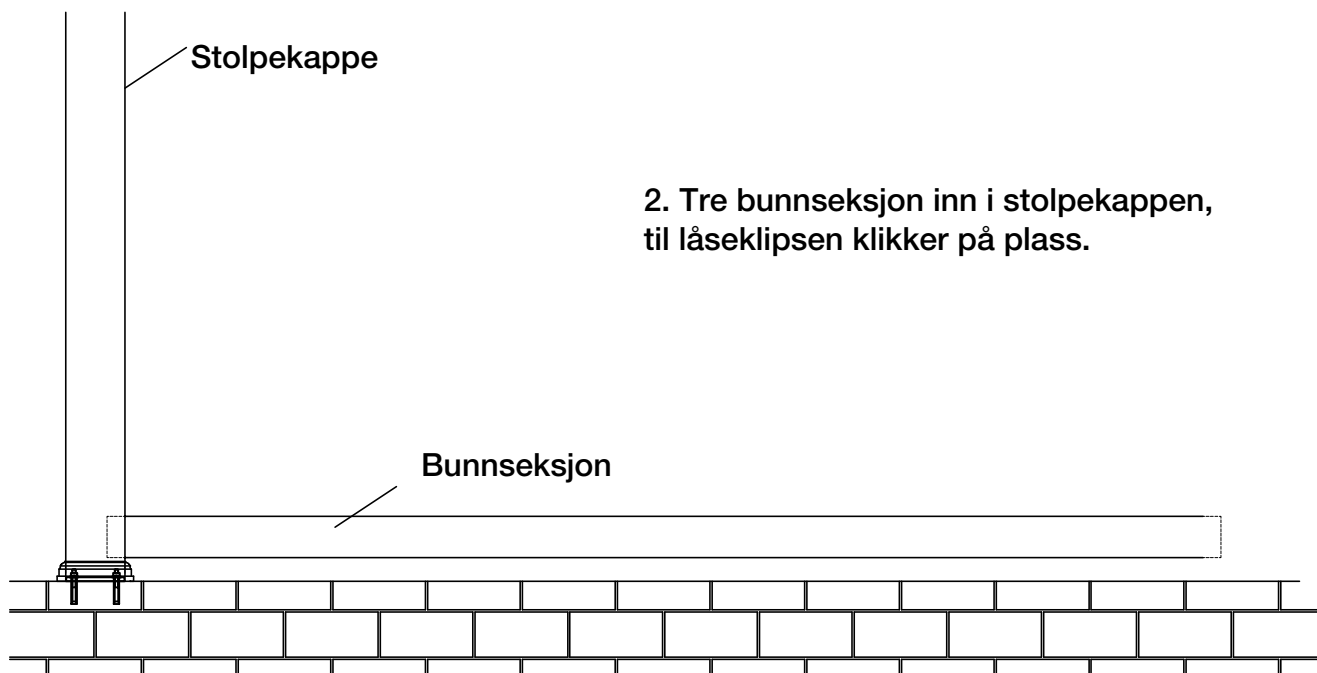 Stolpekappe
2. Tre bunnseksjon inn i stolpekappen,
til låseklipsen klikker på plass.
Bunnseksjon